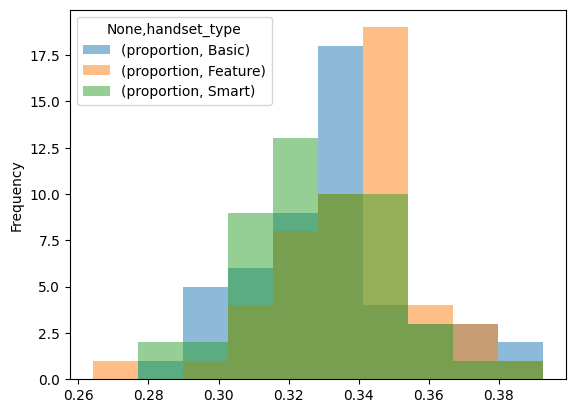 None,handset_type
(proportion, Basic)
(proportion, Feature)
(proportion, Smart)
Frequency
17.5
15.0
12.5
10.0
7.5
5.0
2.5
0.0
0.26 0.28 0.30 0.32 0.34 0.36 0.38